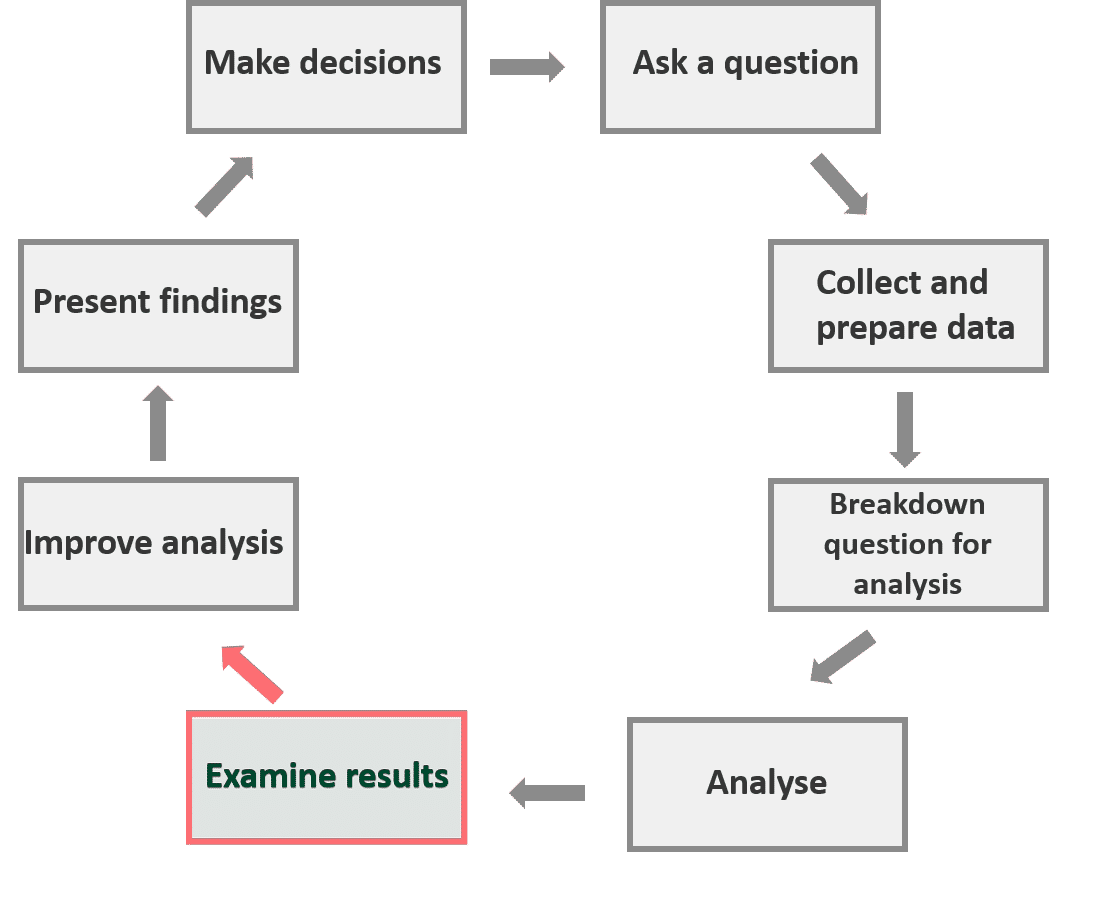 Make decisions
Ask a question
Present findings
Collect and
prepare data
Improve analysis
Breakdown
question for
analysis
Examine results
Analyse